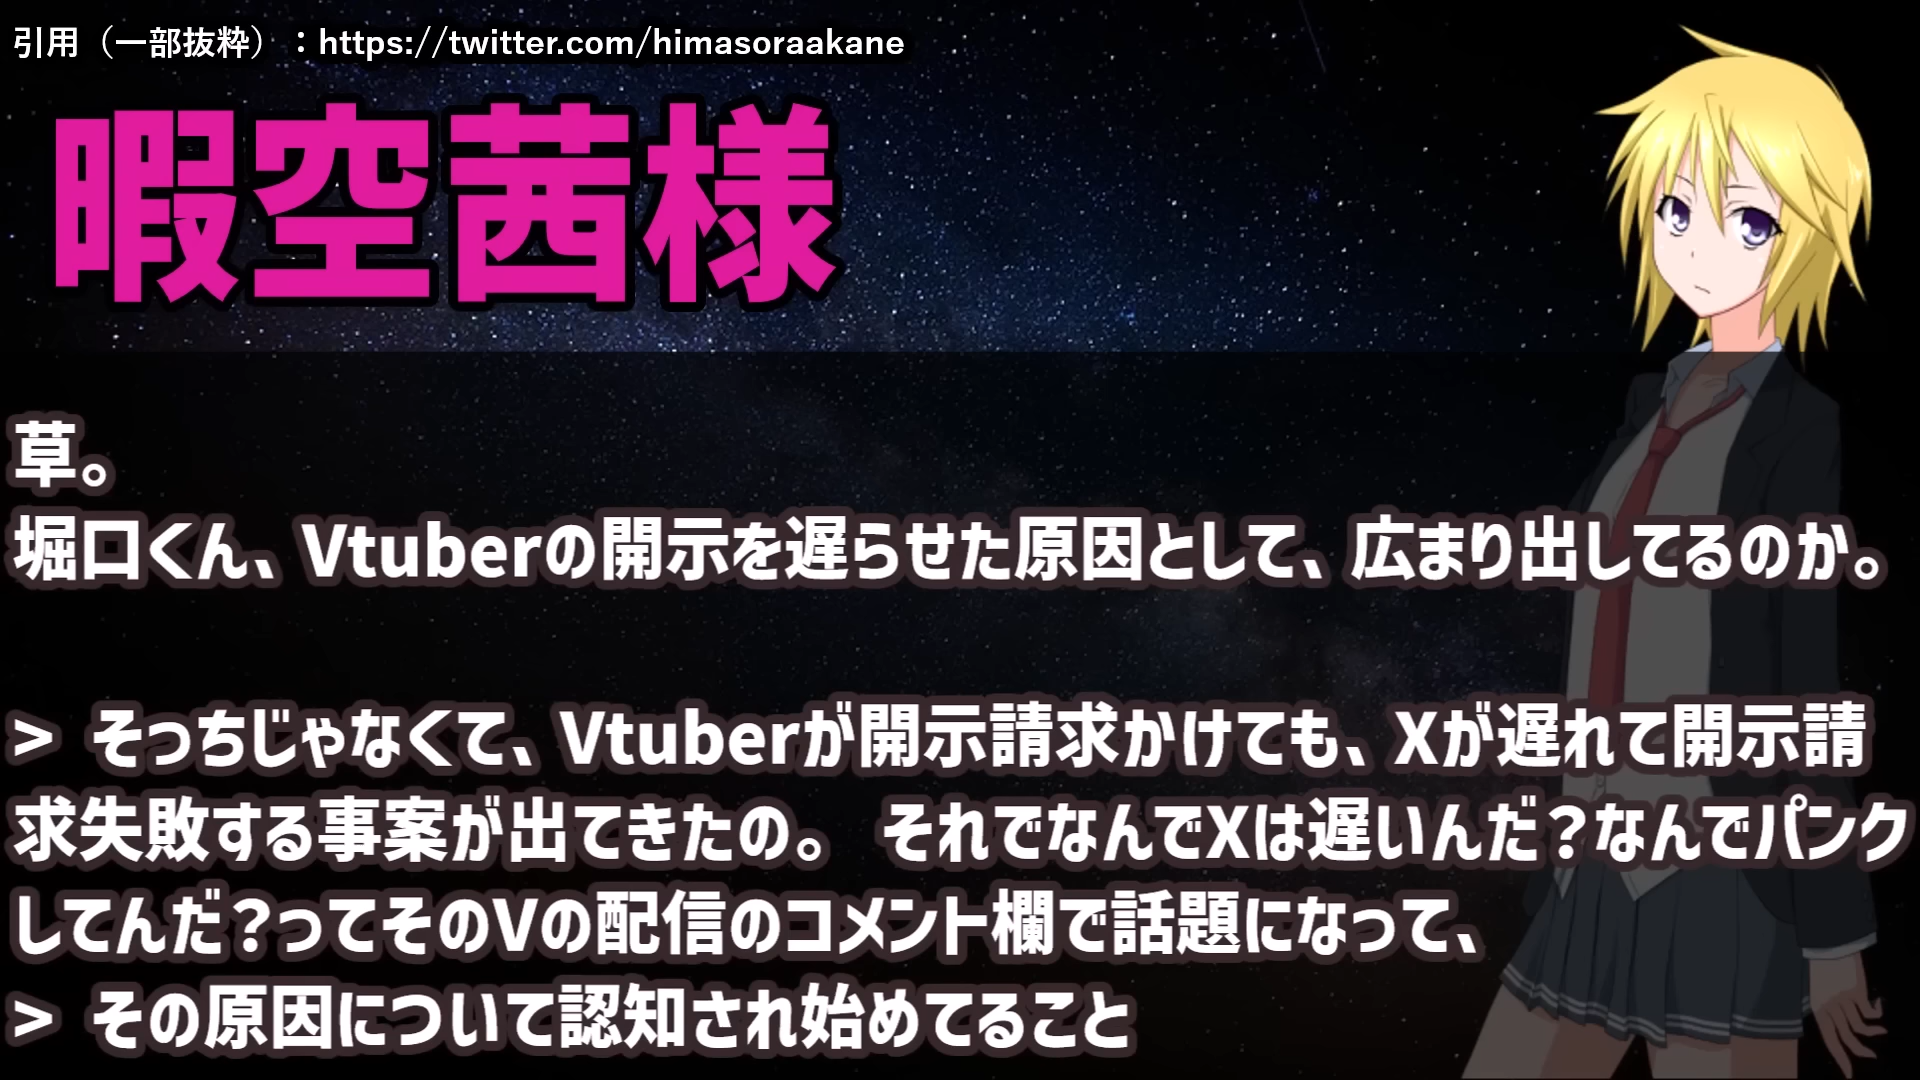 引用（一部抜粋）：https://twitter.com/himasoraakane
暇空茜様
草。
堀口くん、Vtuberの開示を遅らせた原因として、広まり出してるのか。
> そっちじゃなくて、Vtuberが開示請求かけても、Xが遅れて開示請
求失敗する事案が出てきたの。 それでなんでXは遅いんだ？なんでパンク
してんだ？ってそのVの配信のコメント欄で話題になって、
> その原因について認知され始めてること